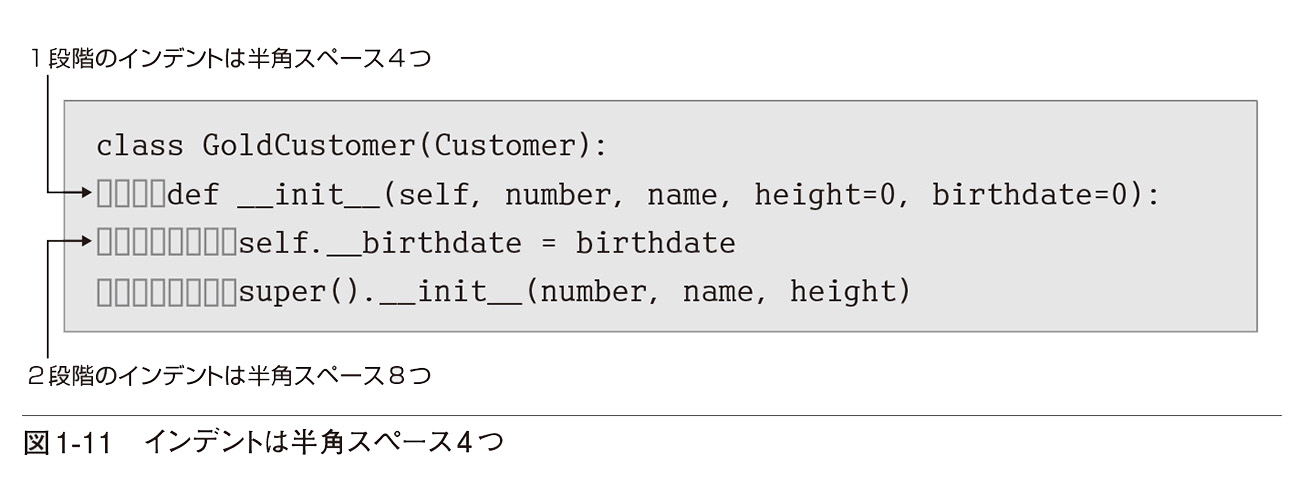 1段階のインデントは半角スペース4つ
class GoldCustomer(Customer):
    def __init__(self, number, name, height=0, birthdate=0):
        self.__birthdate = birthdate
        super().__init__(number, name, height)
2段階のインデントは半角スペース8つ
図1-11　インデントは半角スペース4つ